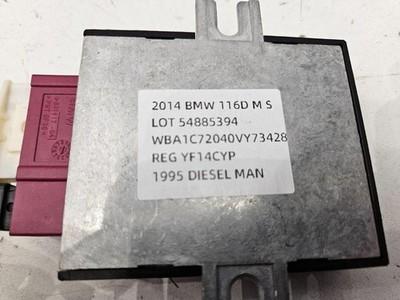 2014 BMW 116D M S
LOT 54885394
WBA1C72040VY73428
REG YF14CYP
1995 DIESEL MAN